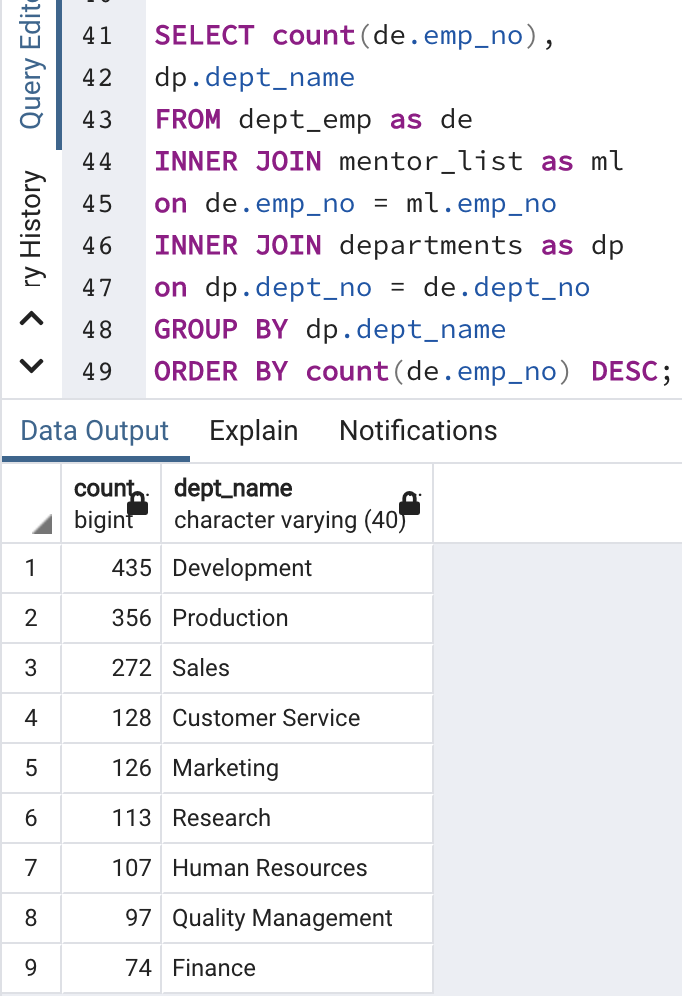 Query Edito
ry History
41 SELECT count(de.emp_no),
42 dp.dept_name
43 FROM dept_emp as de
44 INNER JOIN mentor_list as ml
45 on de.emp_no = ml.emp_no
46 INNER JOIN departments as dp
47 on dp.dept_no = de.dept_no
48 GROUP BY dp.dept_name
49 ORDER BY count(de.emp_no) DESC;
Data Output Explain Notifications
count dept_name
bigint character varying (40)
1 435 Development
2 356 Production
3 272 Sales
4 128 Customer Service
5 126 Marketing
6 113 Research
7 107 Human Resources
8 97 Quality Management
9 74 Finance